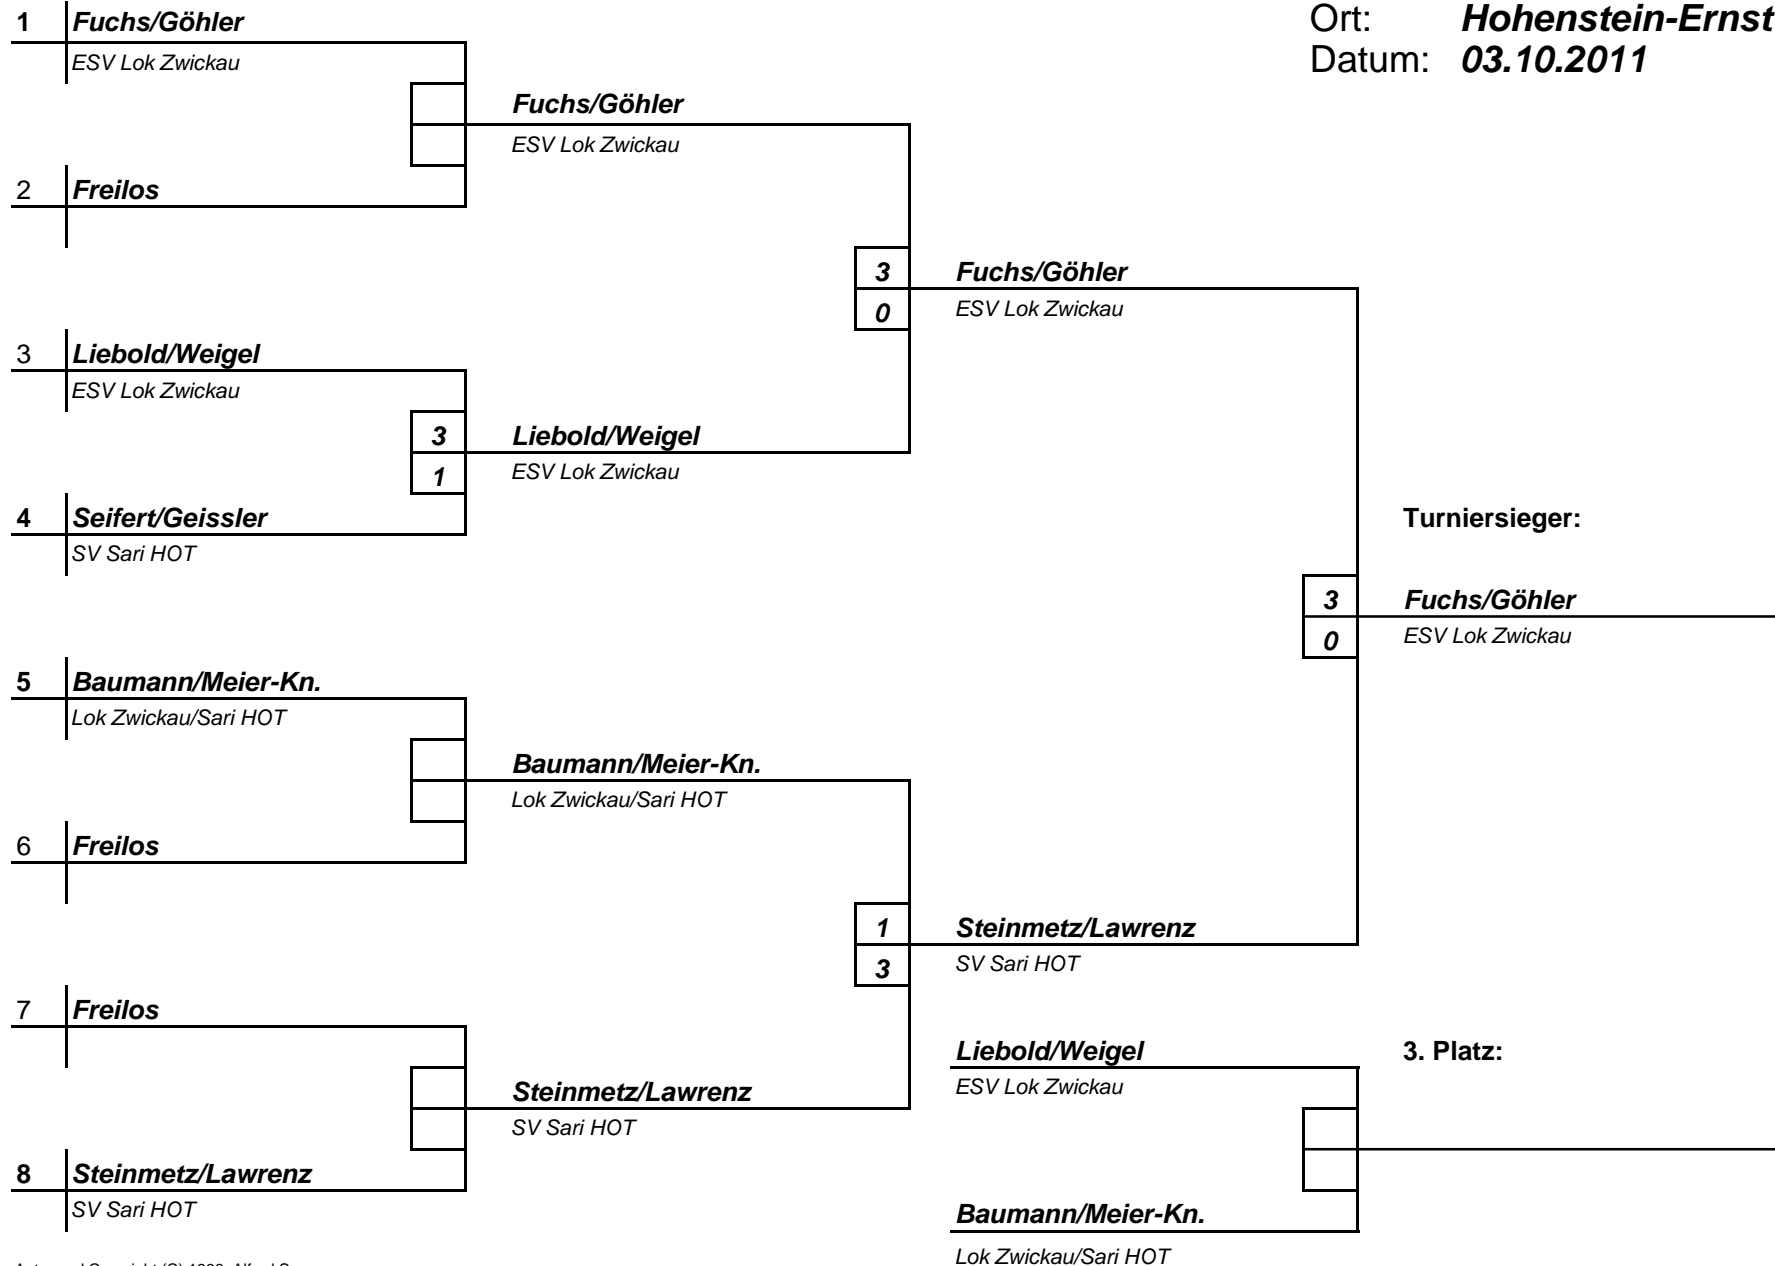 Ort: Hohenstein-Ernst
Datum: 03.10.2011
1 Fuchs/Göhler
ESV Lok Zwickau
Fuchs/Göhler
ESV Lok Zwickau
2 Freilos
3 Fuchs/Göhler
0 ESV Lok Zwickau
3 Liebold/Weigel
ESV Lok Zwickau
3 Liebold/Weigel
1 ESV Lok Zwickau
4 Seifert/Geissler
SV Sari HOT
Turniersieger:
3 Fuchs/Göhler
0 ESV Lok Zwickau
5 Baumann/Meier-Kn.
Lok Zwickau/Sari HOT
Baumann/Meier-Kn.
Lok Zwickau/Sari HOT
6 Freilos
1 Steinmetz/Lawrenz
3 SV Sari HOT
7 Freilos
Steinmetz/Lawrenz
SV Sari HOT
8 Steinmetz/Lawrenz
SV Sari HOT
Liebold/Weigel
ESV Lok Zwickau
3. Platz:
Baumann/Meier-Kn.
Lok Zwickau/Sari HOT